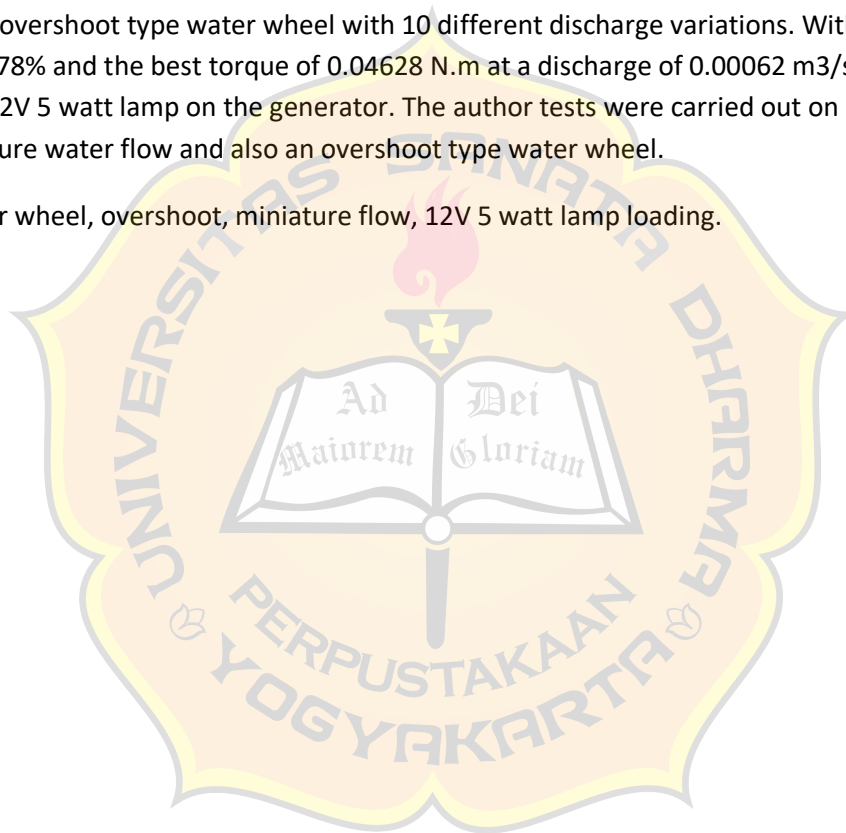 overshoot type water wheel with 10 different discharge variations. With
78% and the best torque of 0.04628 N.m at a discharge of 0.00062 m3/s
2V 5 watt lamp on the generator. The author tests were carried out on
ure water flow and also an overshoot type water wheel.
r wheel, overshoot, miniature flow, 12V 5 watt lamp loading.
UNIVERSITAS SANATA DHARMA
Ad Dei
Maiorem Gloriam
PERPUSTAKAAN
YOGYAKARTA